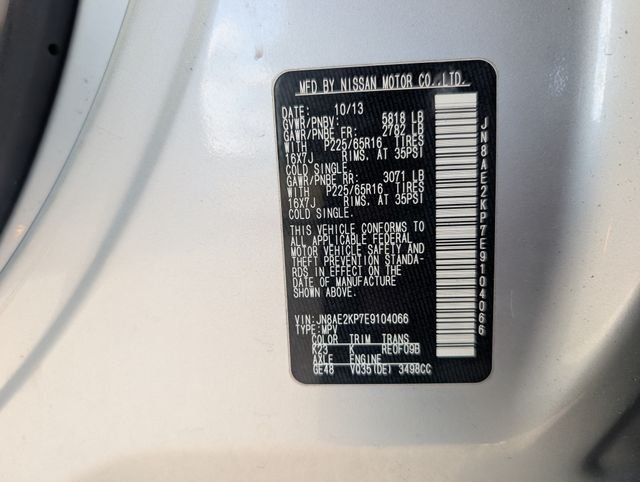 MFD BY NISSAN MOTOR CO.,LTD.
DATE: 10/13
GVWR/PNBV: 5818 LB
GAWR/PNBE FR: 2782 LB
WITH P225/65R16 TIRES
16X7J RIMS. AT 35PSI
COLD SINGLE.
GAWR/PNBE RR: 3071 LB
WITH P225/65R16 TIRES
16X7J RIMS. AT 35PSI
COLD SINGLE.
THIS VEHICLE CONFORMS TO
ALL APPLICABLE FEDERAL
MOTOR VEHICLE SAFETY AND
THEFT PREVENTION STANDA-
RDS IN EFFECT ON THE
DATE OF MANUFACTURE
SHOWN ABOVE.
VIN: JN8AE2KP7E9104066
TYPE: MPV
COLOR TRIM TRANS
K23 K RE0F09B
AXLE ENGINE
GE48 VQ35(DE) 3498CC
JN8AE2KP7E9104066